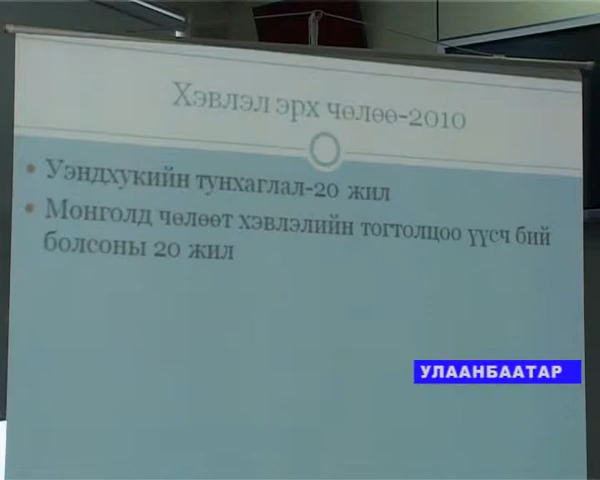 Хэвлэл эрх чөлөө-2010
• Уэндхукийн тунхаглал-20 жил
• Монголд чөлөөт хэвлэлийн тогтолцоо үүсч бий
болсоны 20 жил
УЛААНБААТАР